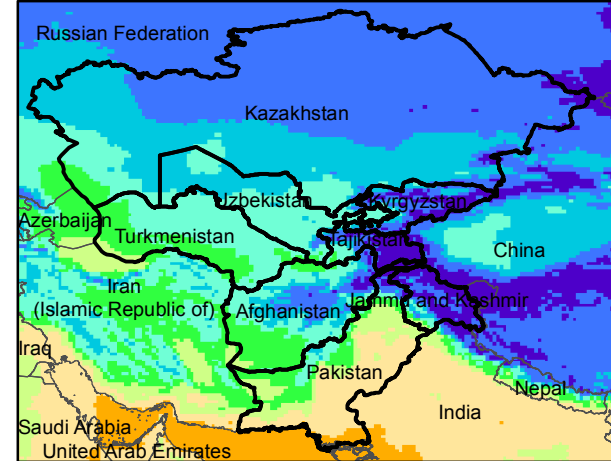 Russian Federation
Kazakhstan
Uzbekistan
Kyrgyzstan
Azerbaijan
Turkmenistan
Tajikistan
China
Iran
(Islamic Republic of)
Afghanistan
Jammu and Kashmir
Iraq
Pakistan
Nepal
India
Saudi Arabia
United Arab Emirates